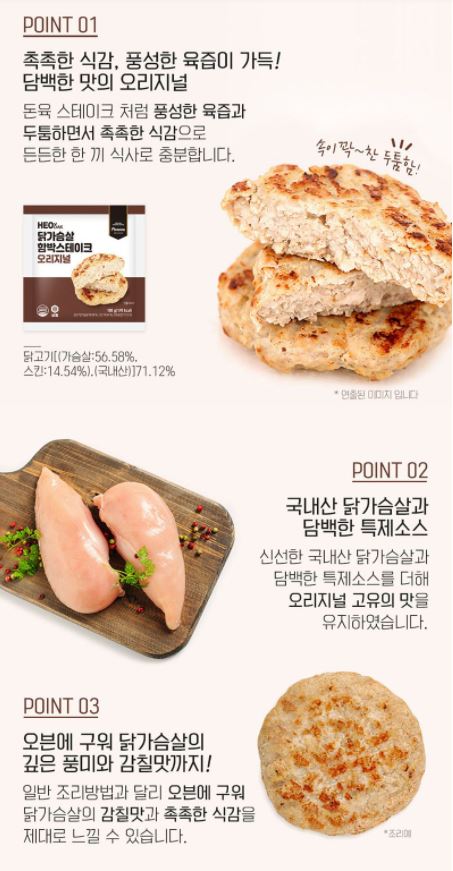 POINT 01
촉촉한 식감, 풍성한 육즙이 가득!
담백한 맛의 오리지널
돈육 스테이크 처럼 풍성한 육즙과
두툼하면서 촉촉한 식감으로
든든한 한 끼 식사로 충분합니다.
속이 꽉~찬 두툼함!
HEO
닭가슴살
함박스테이크
오리지널
닭고기[(가슴살:56.58%,
스킨:14.54%),(국내산)]71.12%
* 연출된 이미지 입니다
POINT 02
국내산 닭가슴살과
담백한 특제소스
신선한 국내산 닭가슴살과
담백한 특제소스를 더해
오리지널 고유의 맛을
유지하였습니다.
POINT 03
오븐에 구워 닭가슴살의
깊은 풍미와 감칠맛까지!
일반 조리방법과 달리 오븐에 구워
닭가슴살의 감칠맛과 촉촉한 식감을
제대로 느낄 수 있습니다.
*조리예